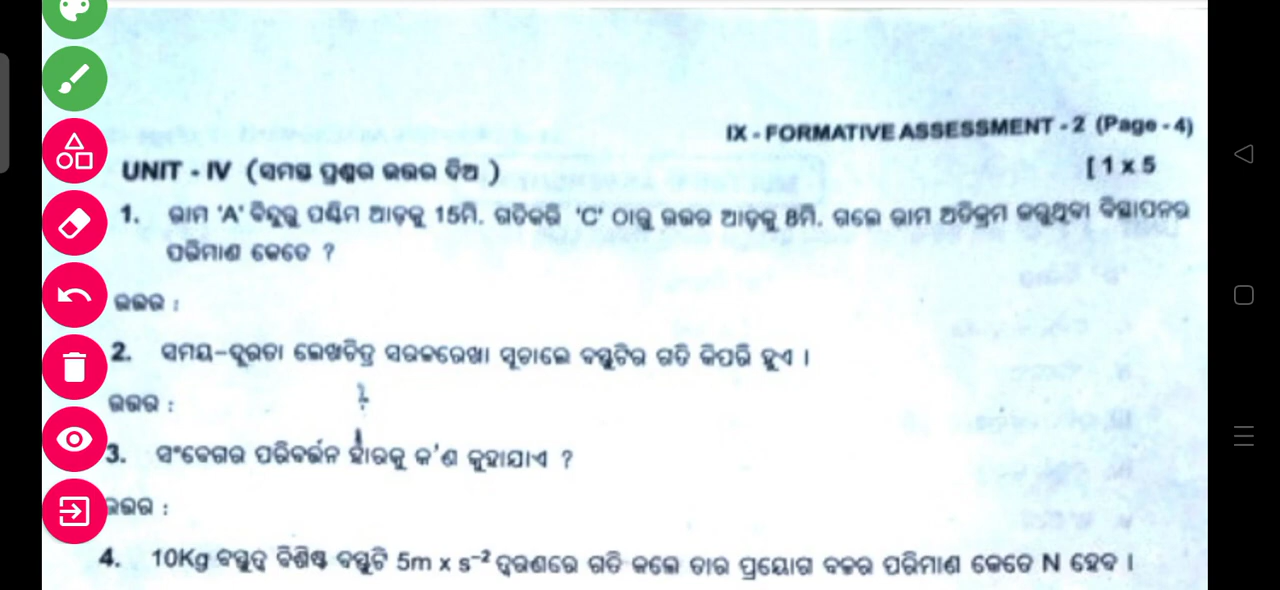 IX - FORMATIVE ASSESSMENT - 2 (Page - 4)
UNIT - IV (ସମସ୍ତ ପ୍ରଶ୍ନର ଉତ୍ତର ଦିଅ )
[ 1 x 5
1. ରାମ 'A' ବିନ୍ଦୁରୁ ପଶ୍ଚିମ ଆଡ଼କୁ 15ମି. ଗତିକରି 'C' ଠାରୁ ଉତ୍ତର ଆଡ଼କୁ 8ମି. ଗଲେ ରାମ ଅତିକ୍ରମ କରୁଥିବା ବିସ୍ଥାପନର
ପରିମାଣ କେତେ ?
ଉତ୍ତର :
2. ସମୟ-ଦୂରତା ଲେଖଚିତ୍ର ସରଳରେଖା ସୂଚାଲେ ବସ୍ତୁଟିର ଗତି କିପରି ହୁଏ ।
ଉତ୍ତର :
3. ସଂବେଗର ପରିବର୍ତ୍ତନ ହାରକୁ କ'ଣ କୁହାଯାଏ ?
ଉତ୍ତର :
4. 10Kg ବସ୍ତୁତ୍ୱ ବିଶିଷ୍ଟ ବସ୍ତୁଟି 5m x s⁻² ତ୍ୱରଣରେ ଗତି କଲେ ତାର ପ୍ରୟୋଗ ବଳର ପରିମାଣ କେତେ N ହେବ ।